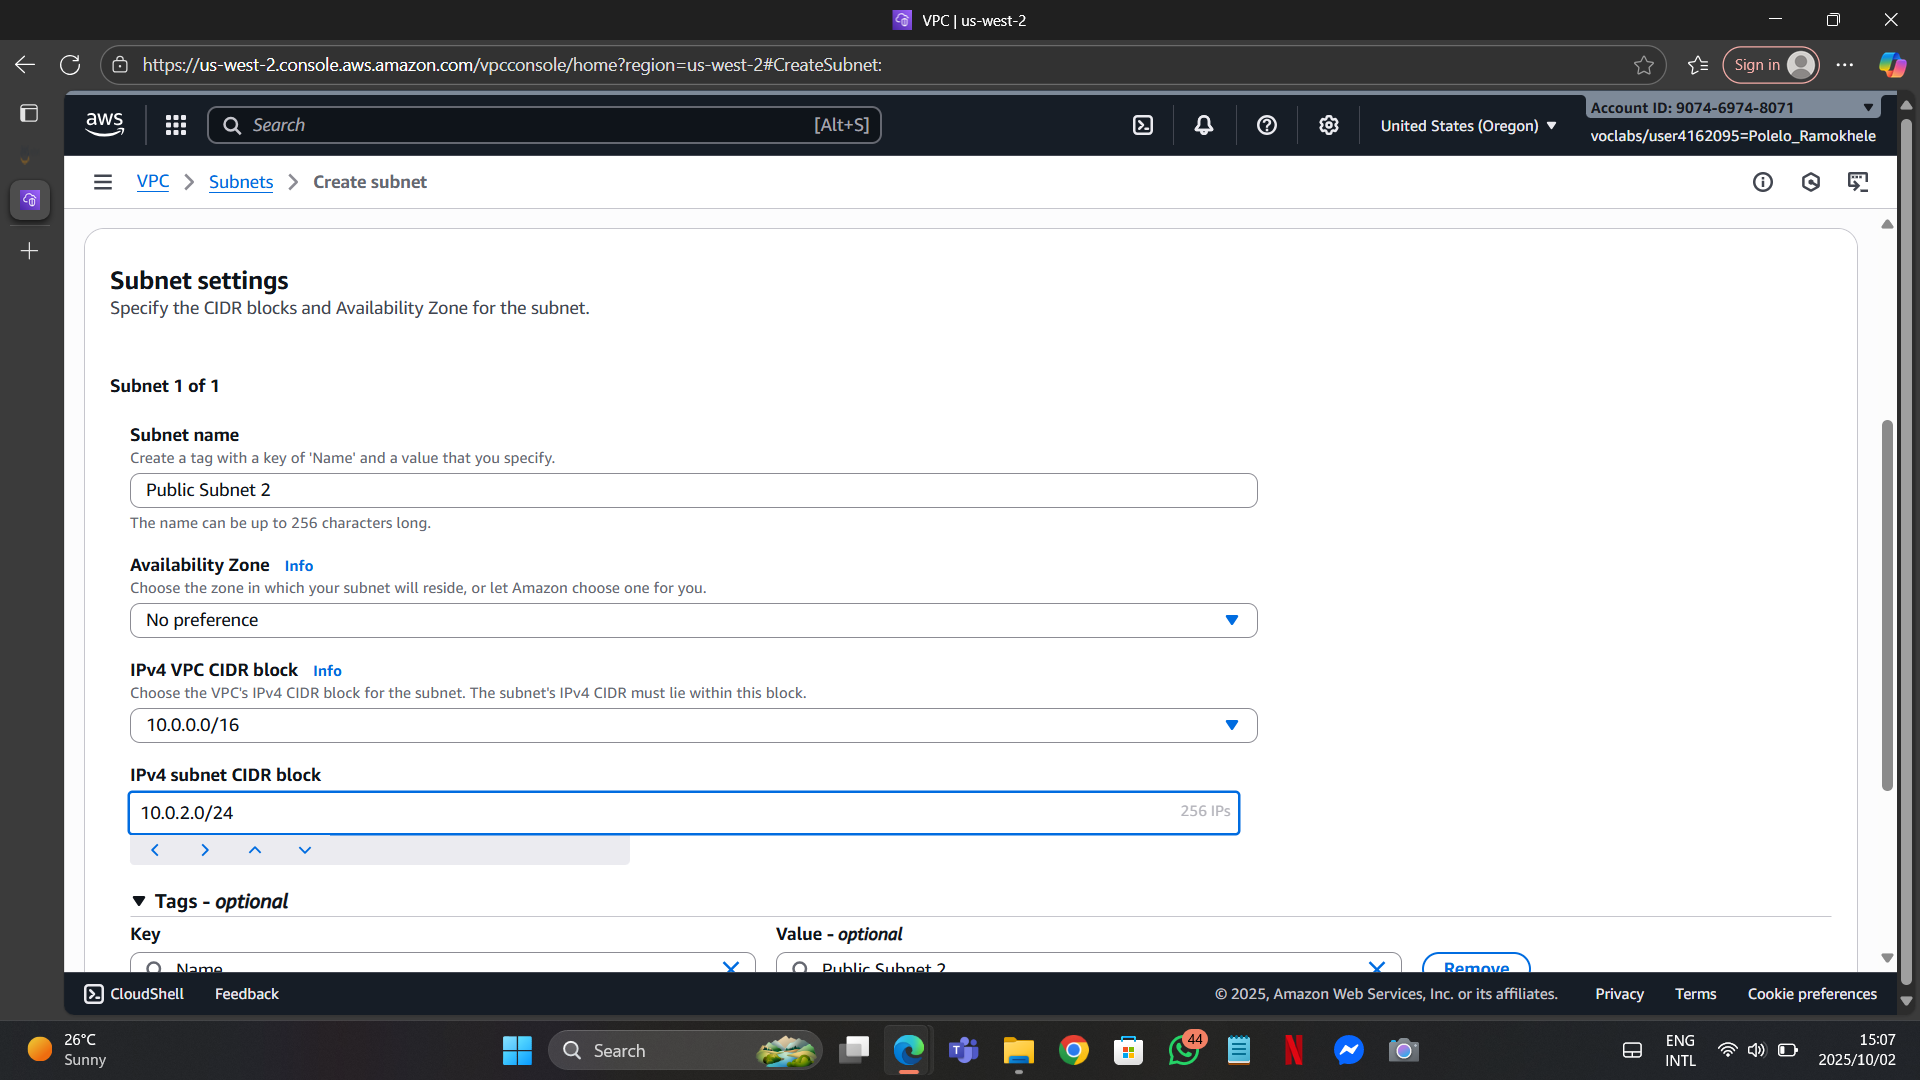 VPC | us-west-2
https://us-west-2.console.aws.amazon.com/vpcconsole/home?region=us-west-2#CreateSubnet:
Sign in
aws
Search
[Alt+S]
United States (Oregon)
Account ID: 9074-6974-8071
voclabs/user4162095=Polelo_Ramokhele
VPC
Subnets
Create subnet
Subnet settings
Specify the CIDR blocks and Availability Zone for the subnet.
Subnet 1 of 1
Subnet name
Create a tag with a key of 'Name' and a value that you specify.
Public Subnet 2
The name can be up to 256 characters long.
Availability Zone Info
Choose the zone in which your subnet will reside, or let Amazon choose one for you.
No preference
IPv4 VPC CIDR block Info
Choose the VPC's IPv4 CIDR block for the subnet. The subnet's IPv4 CIDR must lie within this block.
10.0.0.0/16
IPv4 subnet CIDR block
10.0.2.0/24
256 IPs
Tags - optional
Key
Value - optional
Name
Public Subnet 2
Remove
CloudShell
Feedback
© 2025, Amazon Web Services, Inc. or its affiliates.
Privacy
Terms
Cookie preferences
26°C
Sunny
Search
44
ENG
INTL
15:07
2025/10/02